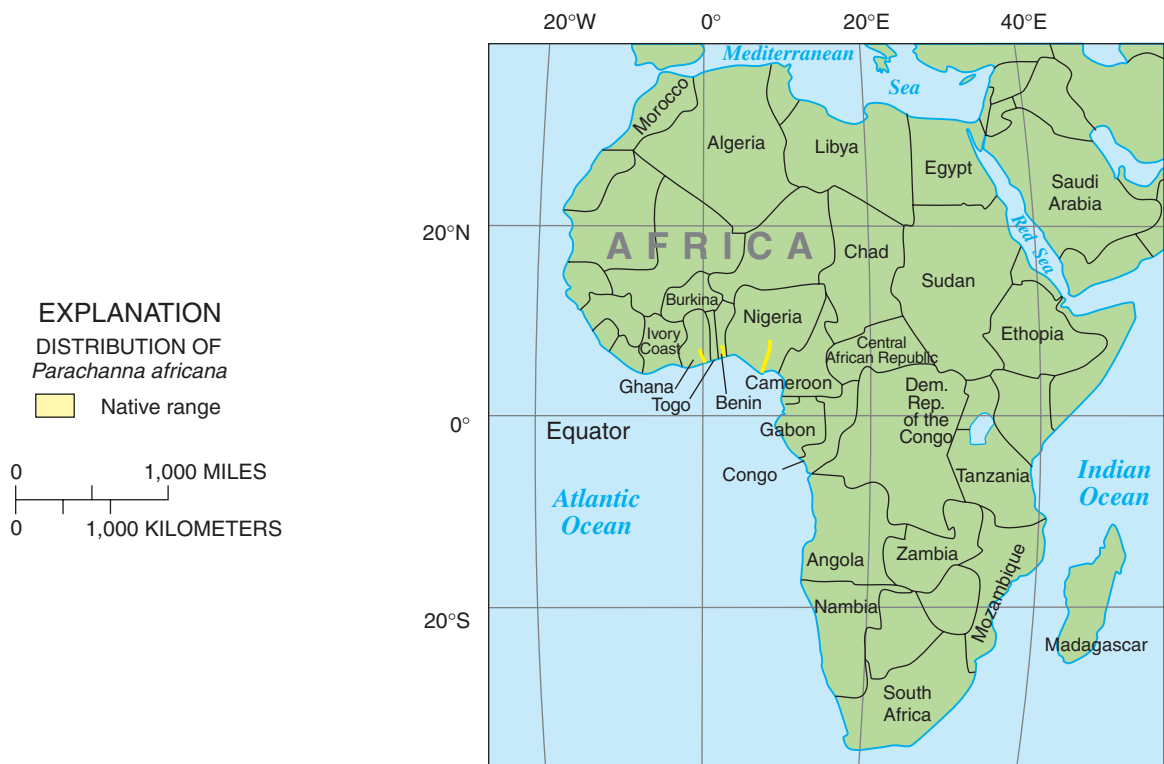 20°W
0°
20°E
40°E
Mediterranean
Sea
Morocco
Algeria
Libya
Egypt
Saudi
Arabia
20°N
AFRICA
Red Sea
Chad
Sudan
Burkina
Nigeria
Ethopia
Ivory
Coast
Central
African Republic
Ghana
Togo
Benin
Cameroon
Dem.
Rep.
of the
Congo
0°
Equator
Gabon
Congo
Tanzania
Indian
Ocean
Atlantic
Ocean
Angola
Zambia
Mozambique
Nambia
20°S
Madagascar
South
Africa
EXPLANATION
DISTRIBUTION OF
Parachanna africana
Native range
0 1,000 MILES
0 1,000 KILOMETERS